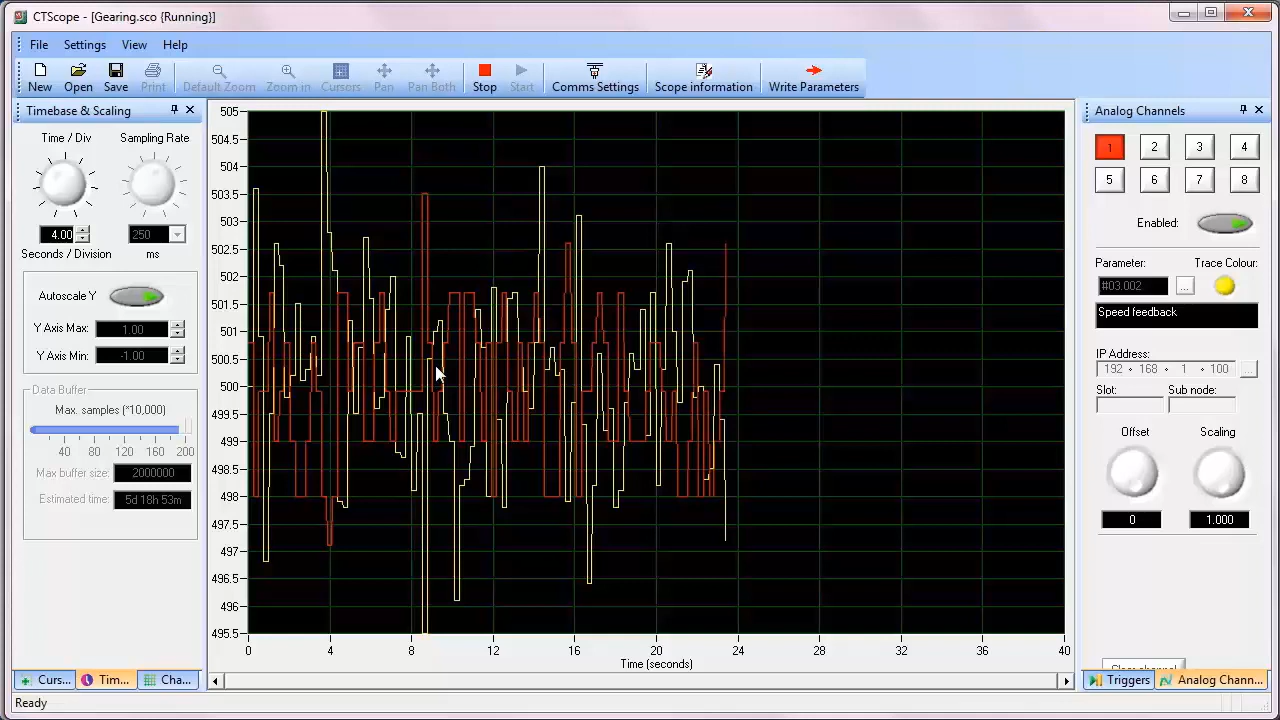 CTScope - [Gearing.sco {Running}]
File Settings View Help
New Open Save Print Default Zoom Zoom in Cursors Pan Pan Both Stop Start Comms Settings Scope information Write Parameters
Timebase & Scaling
Time / Div Sampling Rate
4.00 250
Seconds / Division ms
Autoscale Y
Y Axis Max: 1.00
Y Axis Min: -1.00
Data Buffer
Max. samples (*10,000)
40 80 120 160 200
Max buffer size: 2000000
Estimated time: 5d 18h 53m
Curs... Tim... Cha...
505
504.5
504
503.5
503
502.5
502
501.5
501
500.5
500
499.5
499
498.5
498
497.5
497
496.5
496
495.5
0 4 8 12 16 20 24 28 32 36 40
Time (seconds)
Analog Channels
1 2 3 4
5 6 7 8
Enabled:
Parameter: Trace Colour:
#03.002 ...
Speed feedback
IP Address:
192 • 168 • 1 • 100 ...
Slot: Sub node:
Offset Scaling
0 1.000
Clear channel
Triggers Analog Chann...
Ready